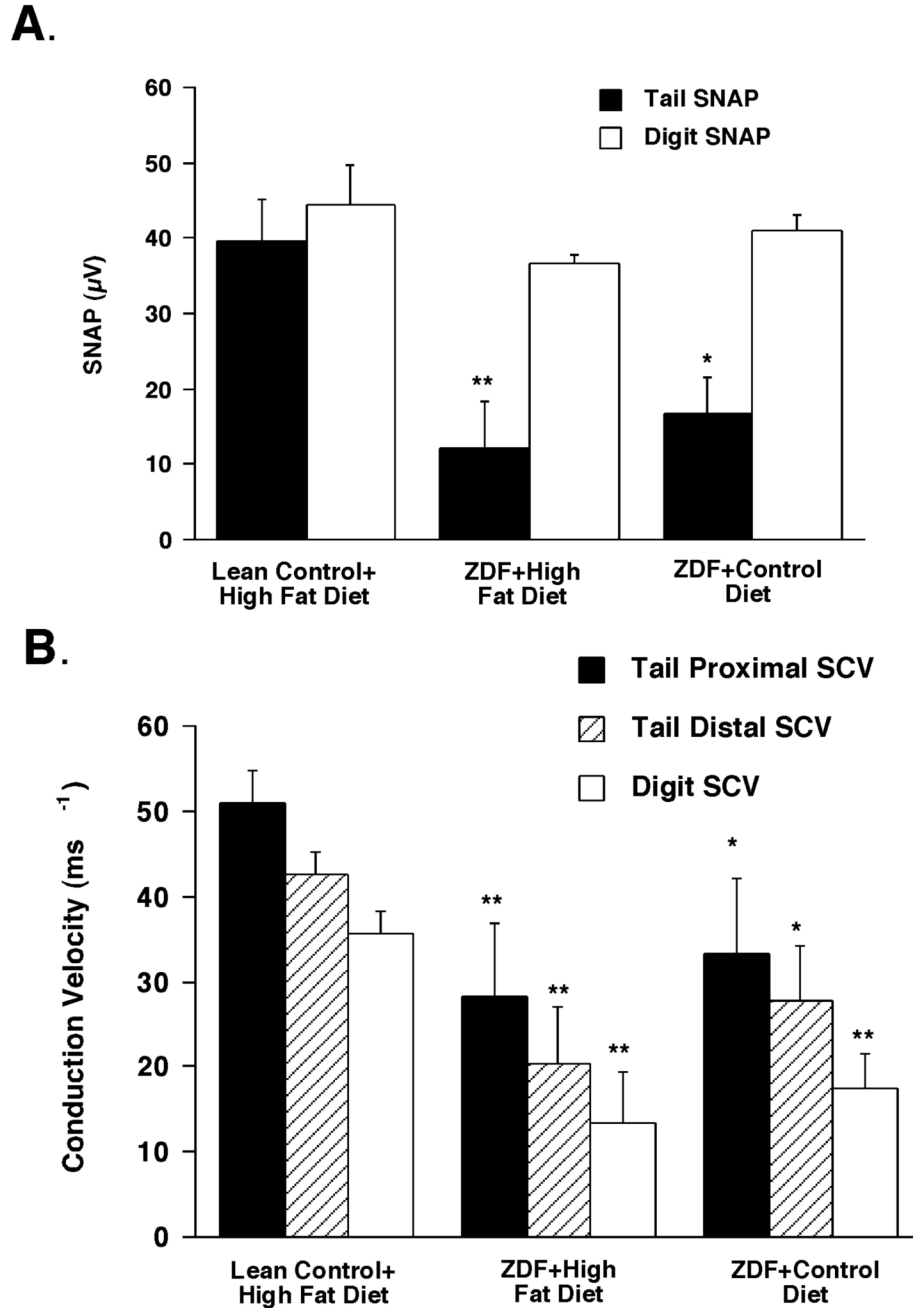 A.
60
50
40
30
20
10
0
SNAP (µV)
Tail SNAP
Digit SNAP
**
*
Lean Control+
High Fat Diet
ZDF+High
Fat Diet
ZDF+Control
Diet
B.
Tail Proximal SCV
Tail Distal SCV
Digit SCV
60
50
40
30
20
10
0
Conduction Velocity (ms -1)
**
**
**
*
*
**
Lean Control+
High Fat Diet
ZDF+High
Fat Diet
ZDF+Control
Diet